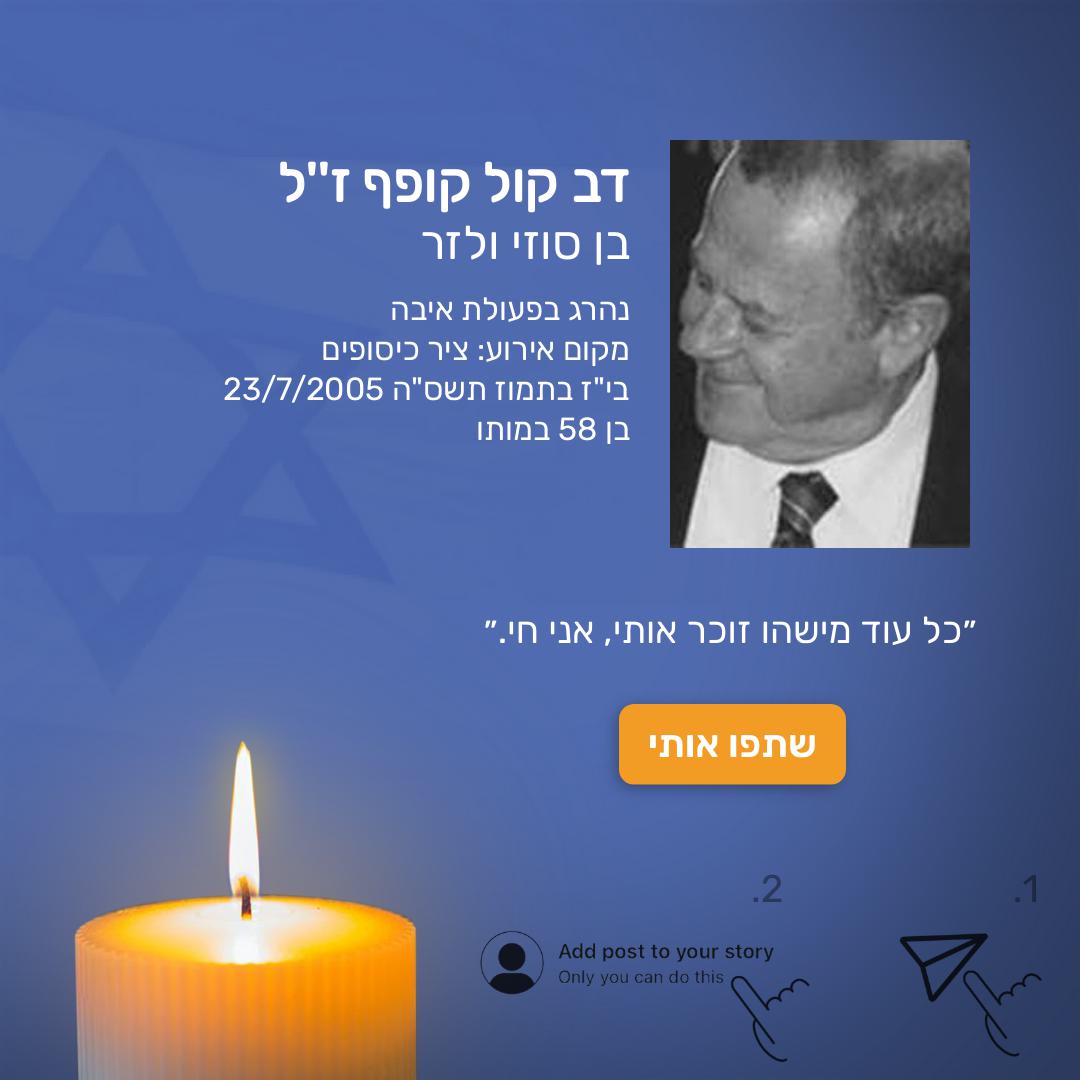 דב קול קופף ז"ל
בן סוזי ולזר
נהרג בפעולת איבה
מקום אירוע: ציר כיסופים
בי"ז בתמוז תשס"ה 23/7/2005
בן 58 במותו
״כל עוד מישהו זוכר אותי, אני חי.״
שתפו אותי
.1
.2
Add post to your story
Only you can do this